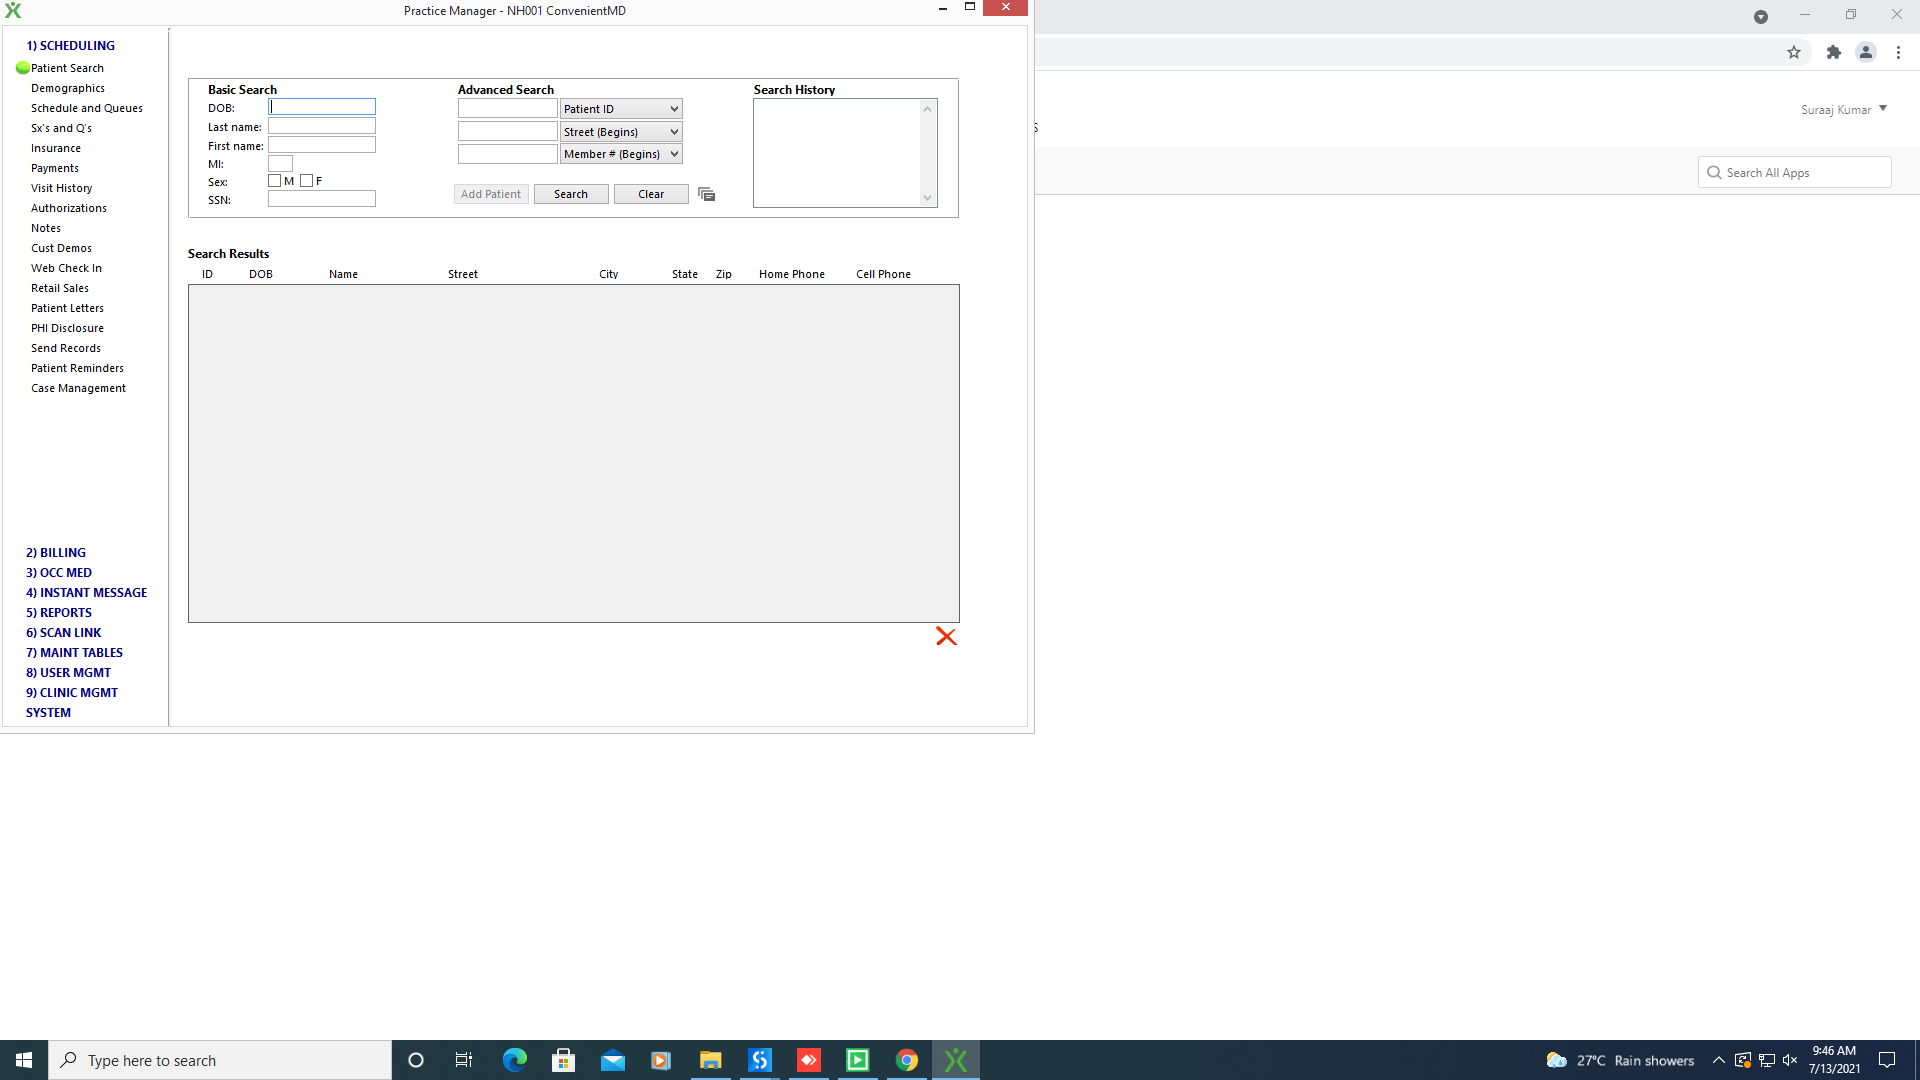 Practice Manager - NH001 ConvenientMD
1) SCHEDULING
Patient Search
Demographics
Schedule and Queues
Sx's and Q's
Insurance
Payments
Visit History
Authorizations
Notes
Cust Demos
Web Check In
Retail Sales
Patient Letters
PHI Disclosure
Send Records
Patient Reminders
Case Management
2) BILLING
3) OCC MED
4) INSTANT MESSAGE
5) REPORTS
6) SCAN LINK
7) MAINT TABLES
8) USER MGMT
9) CLINIC MGMT
SYSTEM
Basic Search
DOB:
Last name:
First name:
MI:
Sex: M F
SSN:
Advanced Search
Patient ID
Street (Begins)
Member # (Begins)
Add Patient Search Clear
Search History
Search Results
ID DOB Name Street City State Zip Home Phone Cell Phone
Suraaj Kumar
s
Search All Apps
Type here to search
27°C Rain showers
9:46 AM
7/13/2021